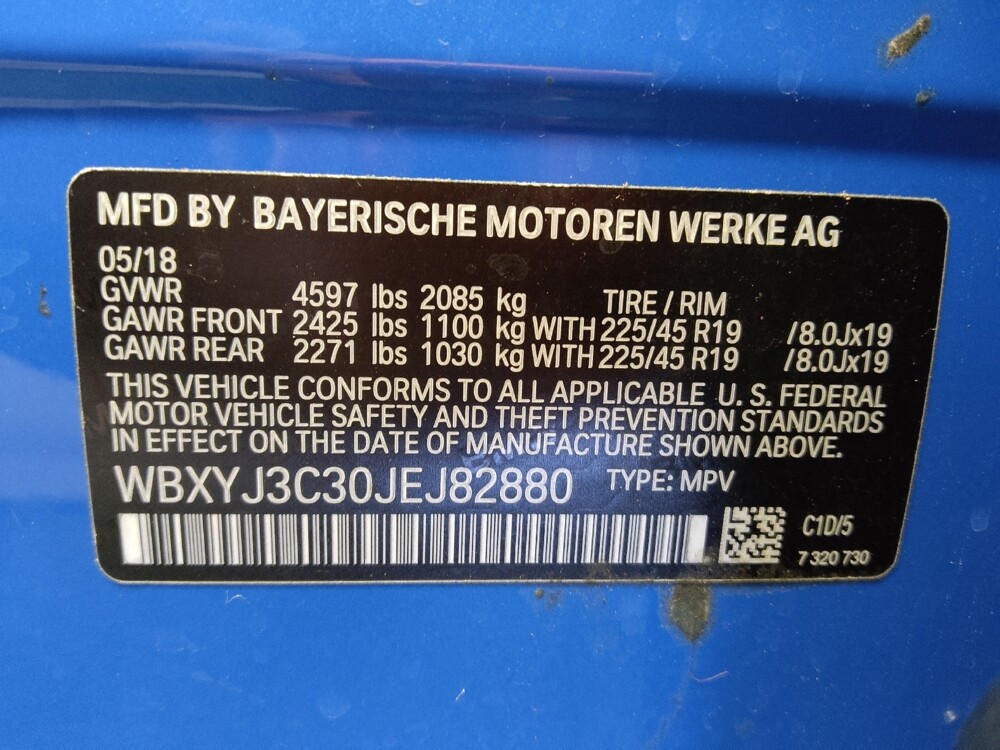 MFD BY BAYERISCHE MOTOREN WERKE AG
05/18
GVWR 4597 lbs 2085 kg TIRE / RIM
GAWR FRONT 2425 lbs 1100 kg WITH 225/45 R19 /8.0Jx19
GAWR REAR 2271 lbs 1030 kg WITH 225/45 R19 /8.0Jx19
THIS VEHICLE CONFORMS TO ALL APPLICABLE U. S. FEDERAL
MOTOR VEHICLE SAFETY AND THEFT PREVENTION STANDARDS
IN EFFECT ON THE DATE OF MANUFACTURE SHOWN ABOVE.
WBXYJ3C30JEJ82880 TYPE: MPV
C1D/5
7 320 730